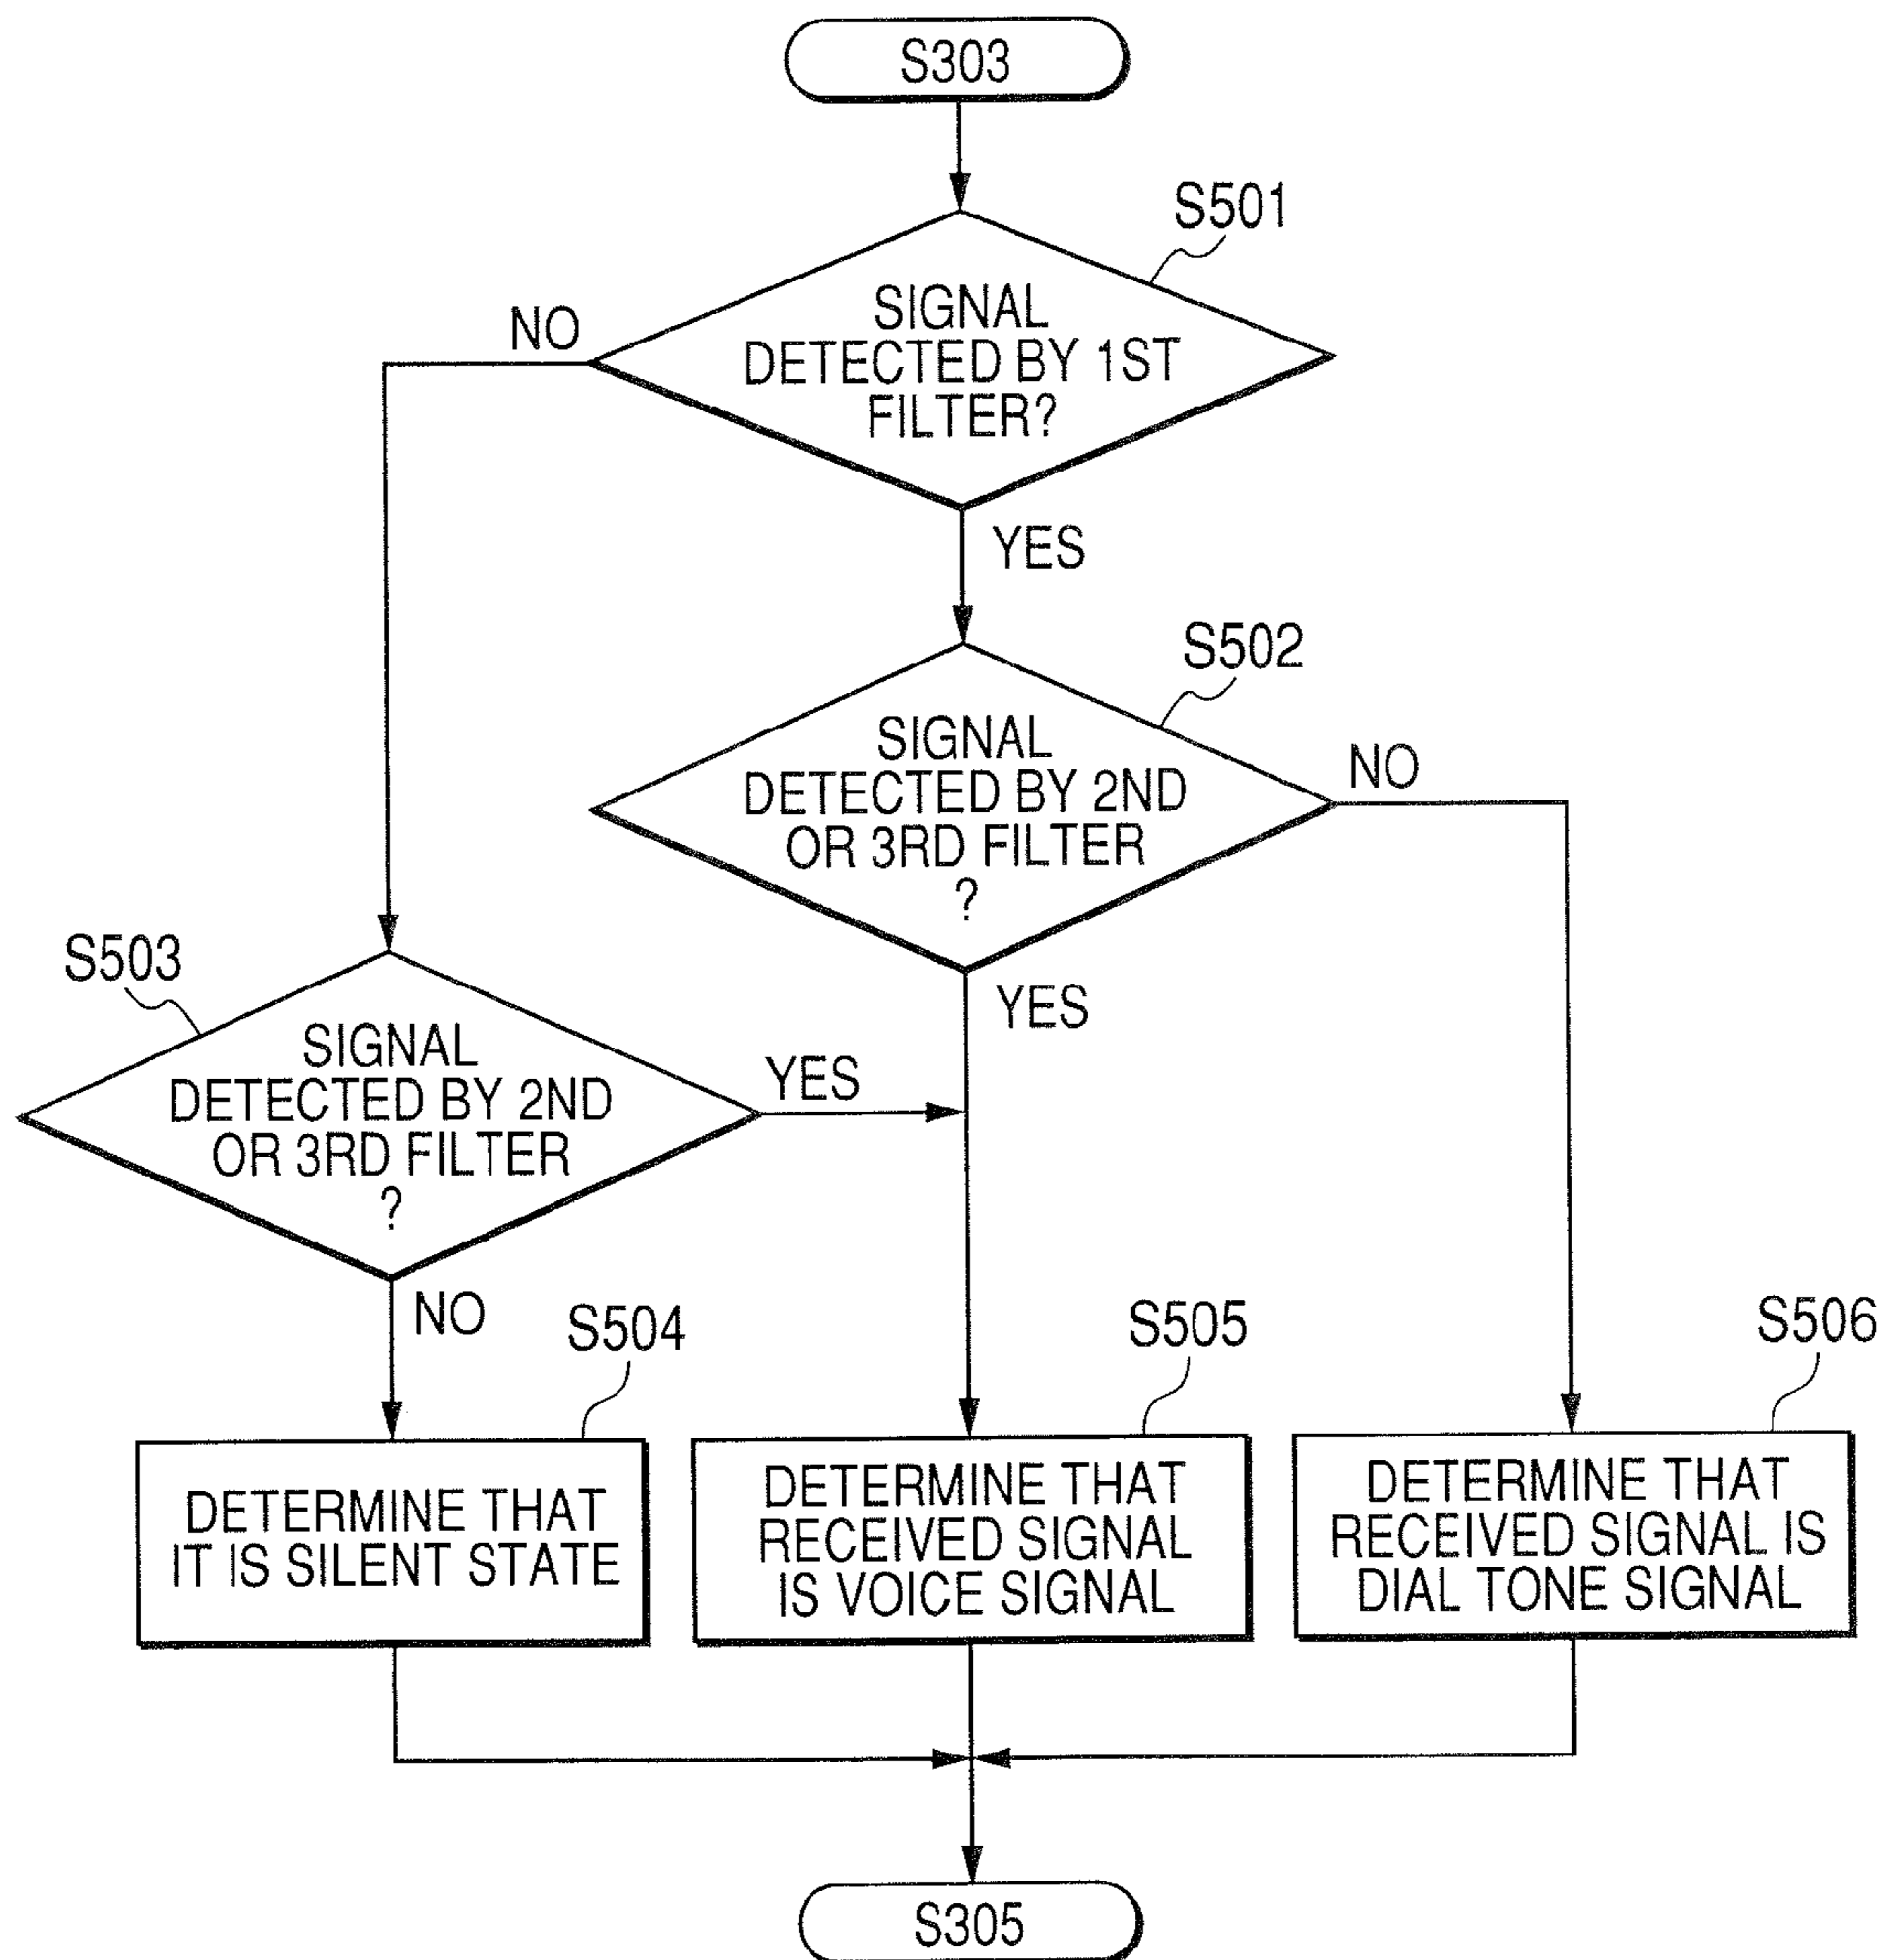 S303
S501
SIGNAL
DETECTED BY 1ST
FILTER?
NO
YES
S502
SIGNAL
DETECTED BY 2ND
OR 3RD FILTER
?
NO
YES
S503
SIGNAL
DETECTED BY 2ND
OR 3RD FILTER
?
YES
NO
S504
DETERMINE THAT
IT IS SILENT STATE
S505
DETERMINE THAT
RECEIVED SIGNAL
IS VOICE SIGNAL
S506
DETERMINE THAT
RECEIVED SIGNAL IS
DIAL TONE SIGNAL
S305